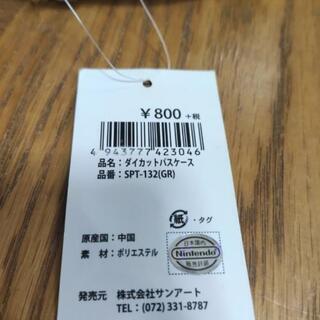 ¥800 +税
4 943777 423046
品名：ダイカットパスケース
品番：SPT-132(GR)
紙 ・タグ
原産国：中国
素　材：ポリエステル
日本国内
Nintendo
販売許諾
発売元　株式会社サンアート
TEL: (072) 331-8787